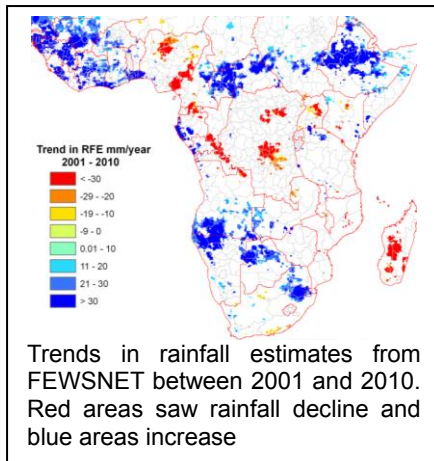 Trend in RFE mm/year
2001 - 2010
< -30
-29 - -20
-19 - -10
-9 - 0
0.01 - 10
11 - 20
21 - 30
> 30
Trends in rainfall estimates from
FEWSNET between 2001 and 2010.
Red areas saw rainfall decline and
blue areas increase